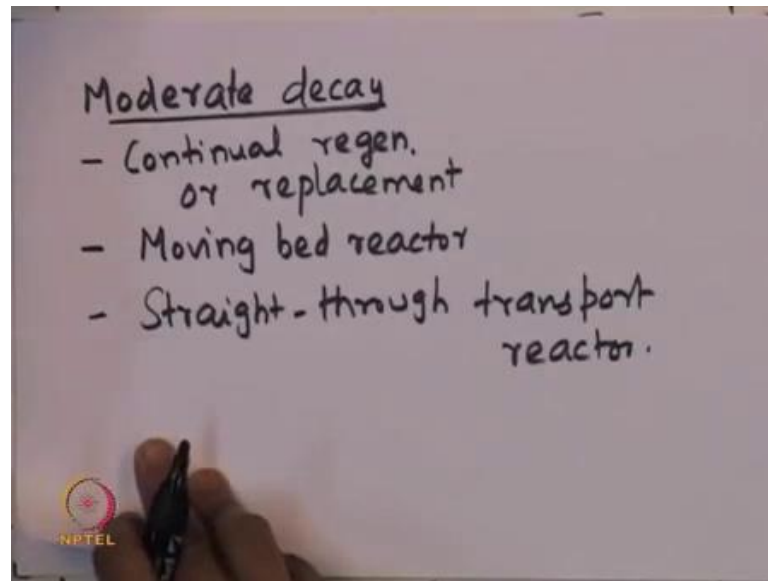 Moderate decay
- Continual regen.
or replacement
- Moving bed reactor
- Straight-through transport
reactor.
NPTEL